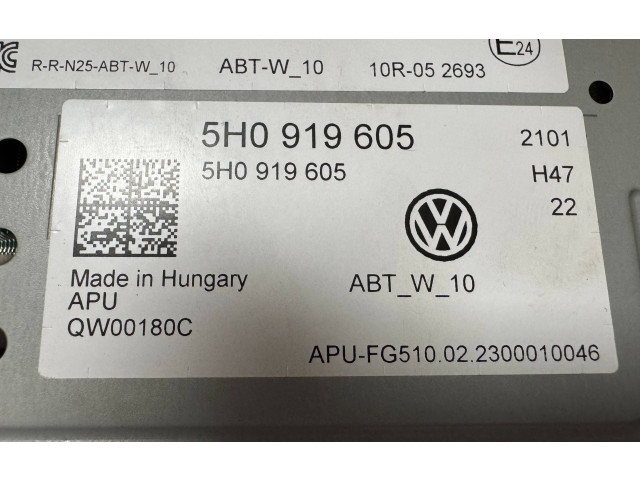 R-R-N25-ABT-W_10 ABT-W_10 10R-05 2693
E24
5H0 919 605 2101
5H0 919 605 H47
22
Made in Hungary ABT_W_10
APU
QW00180C
APU-FG510.02.2300010046